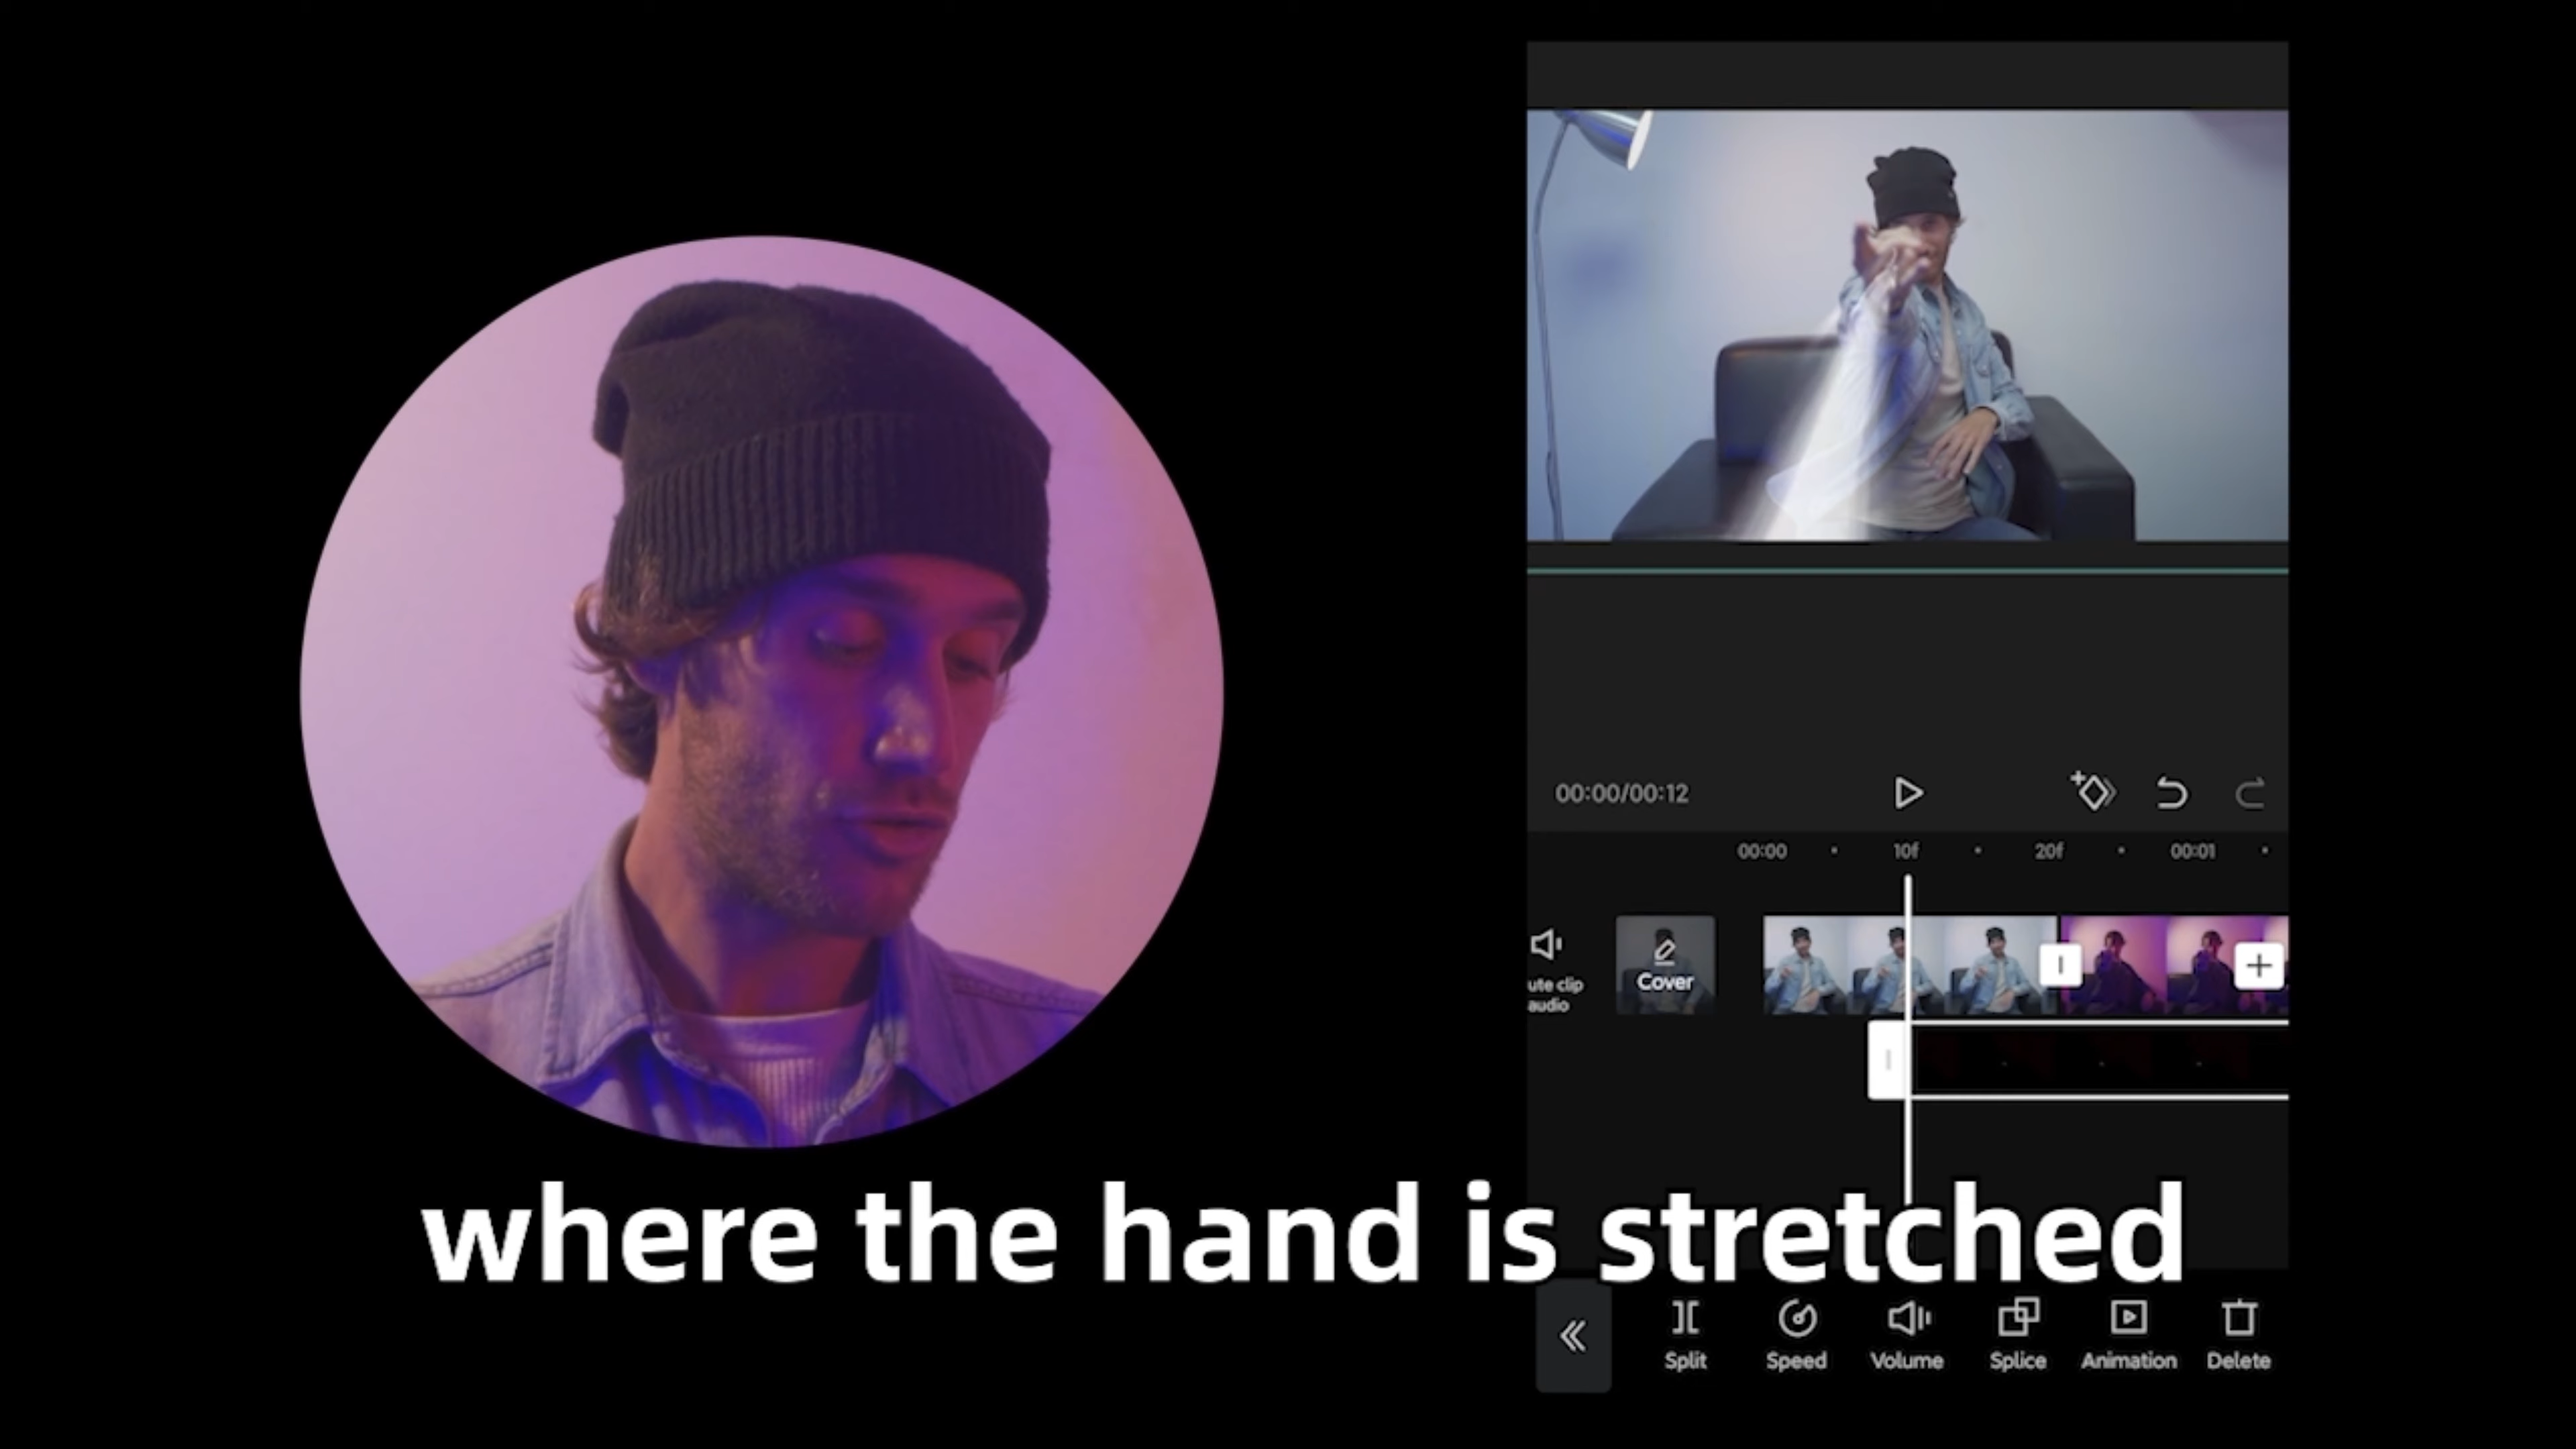 00:00/00:12
00:00
10f
20f
00:01
ute clip
audio
Cover
where the hand is stretched
Split
Speed
Volume
Splice
Animation
Delete